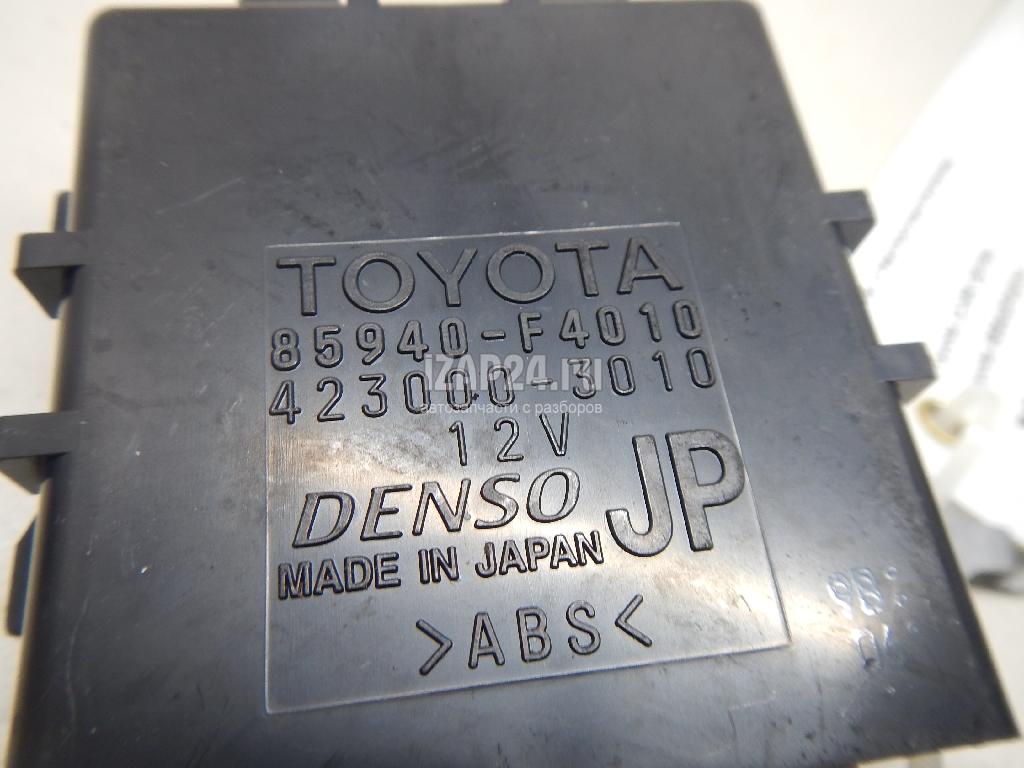 TOYOTA
85940-F4010
423000-3010
IZAP24.ru
автозапчасти с разборов
12V
DENSO
JP
MADE IN JAPAN
>ABS<